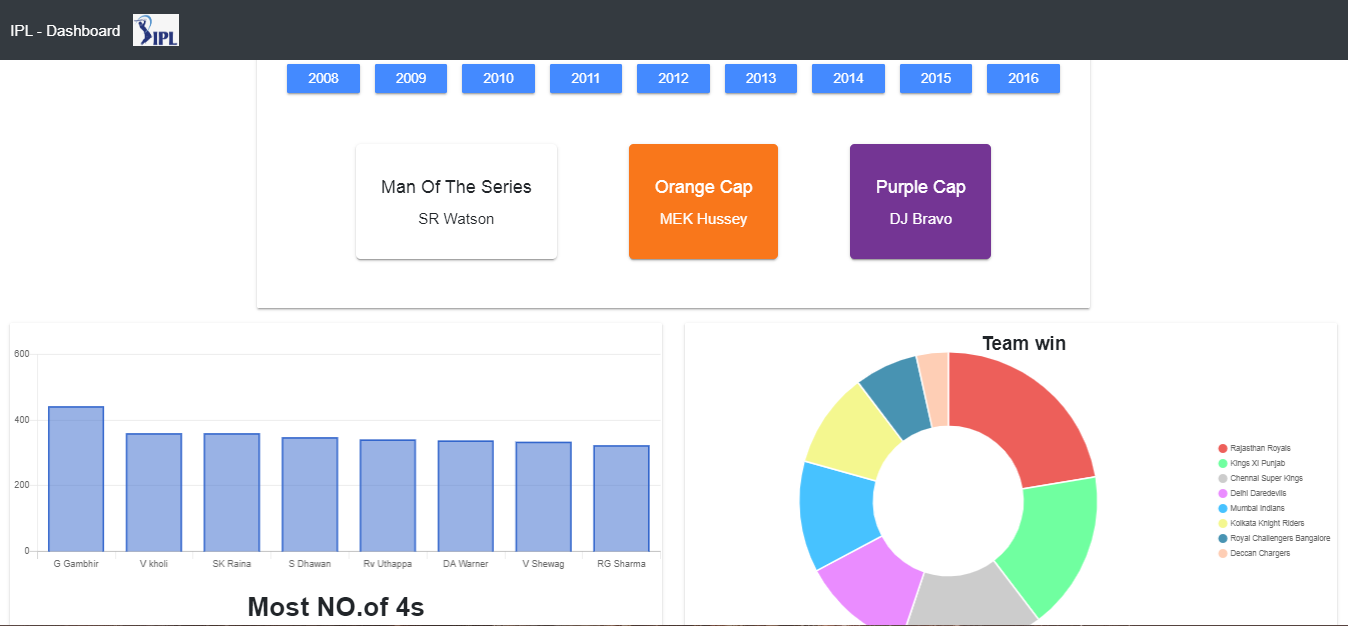 IPL - Dashboard IPL
2008 2009 2010 2011 2012 2013 2014 2015 2016
Man Of The Series
SR Watson
Orange Cap
MEK Hussey
Purple Cap
DJ Bravo
600
400
200
0
G Gambhir V kholi SK Raina S Dhawan Rv Uthappa DA Warner V Shewag RG Sharma
Most NO.of 4s
Team win
Rajasthan Royals
Kings XI Punjab
Chennai Super Kings
Delhi Daredevils
Mumbai Indians
Kolkata Knight Riders
Royal Challengers Bangalore
Deccan Chargers